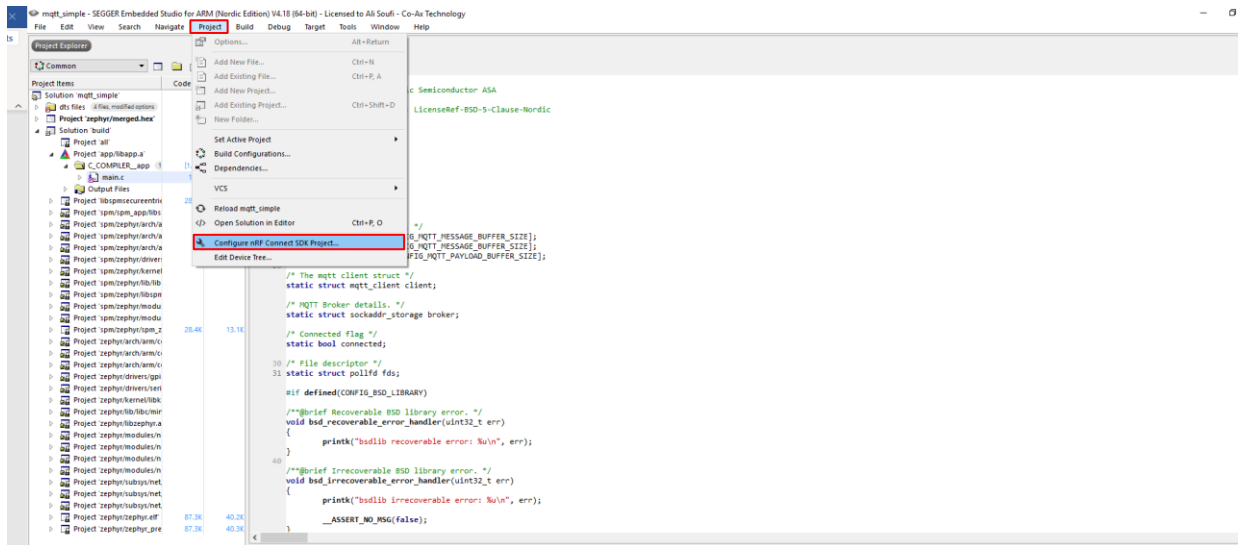 mqtt_simple - SEGGER Embedded Studio for ARM (Nordic Edition) V4.18 (64-bit) - Licensed to Ali Soufi - Co-Ax Technology
File Edit View Search Navigate Project Build Debug Target Tools Window Help
ts
Project Explorer
Common
Project Items Code
Solution 'mqtt_simple'
dts files 4 files, modified options
Project 'zephyr/merged.hex'
Solution 'build'
Project 'all'
Project 'app/libapp.a'
C_COMPILER__app
main.c
Output Files
Project 'libspmsecureentrie 28
Project 'spm/spm_app/libs
Project 'spm/zephyr/arch/a
Project 'spm/zephyr/arch/a
Project 'spm/zephyr/arch/a
Project 'spm/zephyr/drivers
Project 'spm/zephyr/kernel
Project 'spm/zephyr/lib/lib
Project 'spm/zephyr/libspm
Project 'spm/zephyr/modu
Project 'spm/zephyr/modu
Project 'spm/zephyr/spm_z 28.4K 13.1K
Project 'zephyr/arch/arm/c
Project 'zephyr/arch/arm/c
Project 'zephyr/arch/arm/c
Project 'zephyr/drivers/gpi
Project 'zephyr/drivers/seri
Project 'zephyr/kernel/libk
Project 'zephyr/lib/libc/mir
Project 'zephyr/libzephyr.a
Project 'zephyr/modules/n
Project 'zephyr/modules/n
Project 'zephyr/modules/n
Project 'zephyr/modules/n
Project 'zephyr/subsys/net
Project 'zephyr/subsys/net
Project 'zephyr/subsys/net
Project 'zephyr/zephyr.elf' 87.3K 40.2K
Project 'zephyr/zephyr_pre 87.3K 40.3K
Options... Alt+Return
Add New File... Ctrl+N
Add Existing File... Ctrl+P, A
Add New Project...
Add Existing Project... Ctrl+Shift+D
New Folder...
Set Active Project
Build Configurations...
Dependencies...
VCS
Reload mqtt_simple
Open Solution in Editor Ctrl+P, O
Configure nRF Connect SDK Project...
Edit Device Tree...
c Semiconductor ASA
LicenseRef-BSD-5-Clause-Nordic
*/
G_MQTT_MESSAGE_BUFFER_SIZE];
G_MQTT_MESSAGE_BUFFER_SIZE];
NFIG_MQTT_PAYLOAD_BUFFER_SIZE];
/* The mqtt client struct */
static struct mqtt_client client;
/* MQTT Broker details. */
static struct sockaddr_storage broker;
/* Connected flag */
static bool connected;
30 /* File descriptor */
31 static struct pollfd fds;
#if defined(CONFIG_BSD_LIBRARY)
/**@brief Recoverable BSD library error. */
void bsd_recoverable_error_handler(uint32_t err)
{
printk("bsdlib recoverable error: %u\n", err);
}
40
/**@brief Irrecoverable BSD library error. */
void bsd_irrecoverable_error_handler(uint32_t err)
{
printk("bsdlib irrecoverable error: %u\n", err);
__ASSERT_NO_MSG(false);
}